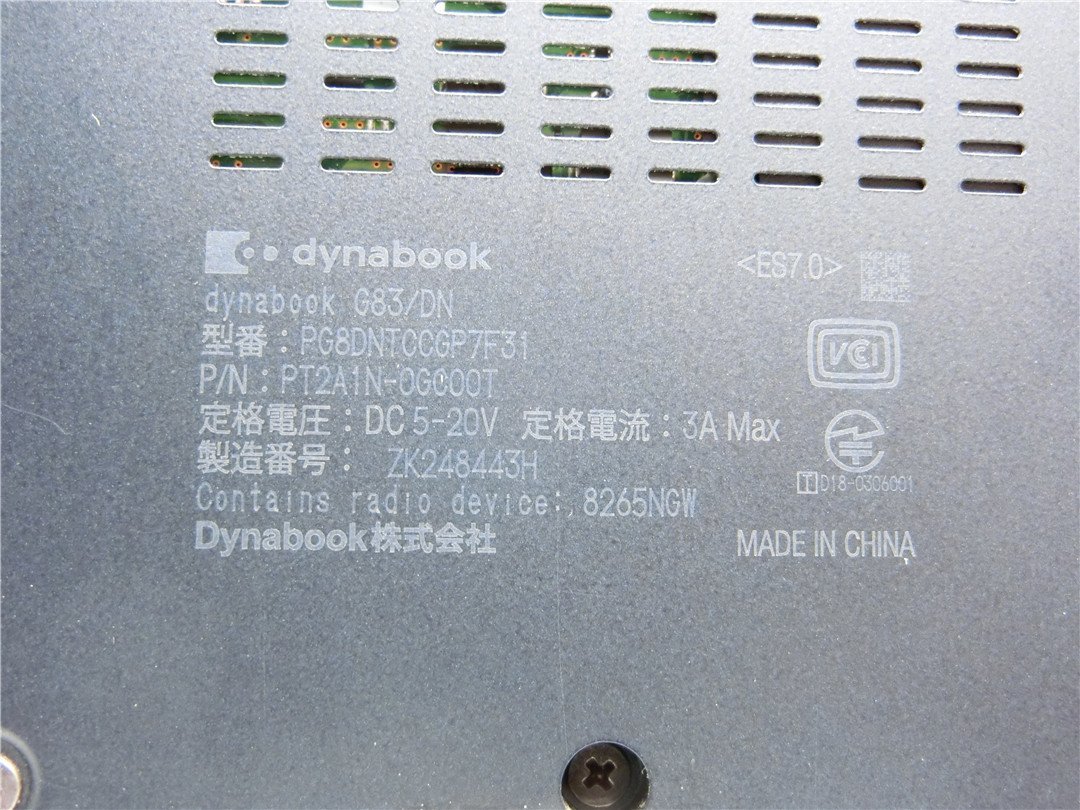 dynabook
<ES7.0>
dynabook G83/DN
型番：PG8DNTCCGP7F31
VCI
P/N：PT2A1N-0G000T
定格電圧：DC 5-20V 定格電流：3A Max
製造番号： ZK248443H
T D18-0306001
Contains radio device: 8265NGW
Dynabook株式会社
MADE IN CHINA